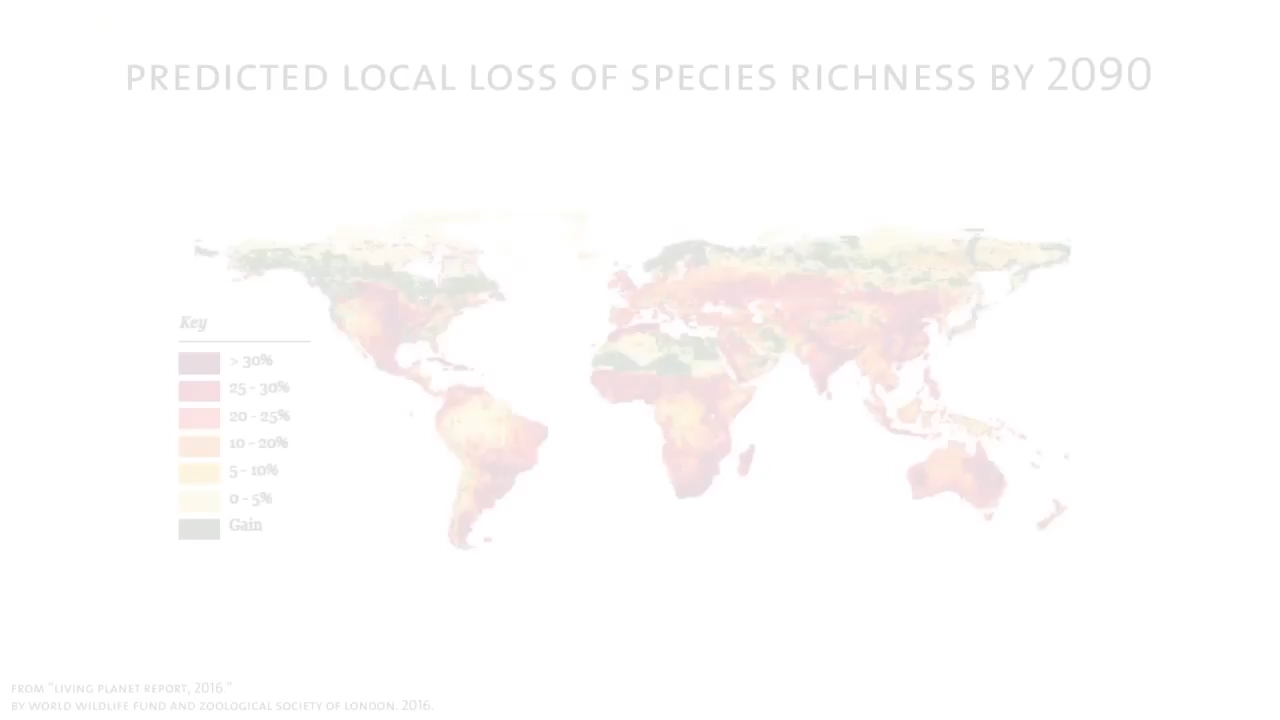 PREDICTED LOCAL LOSS OF SPECIES RICHNESS BY 2090
Key
> 30%
25 - 30%
20 - 25%
10 - 20%
5 - 10%
0 - 5%
Gain
FROM "LIVING PLANET REPORT, 2016."
BY WORLD WILDLIFE FUND AND ZOOLOGICAL SOCIETY OF LONDON. 2016.